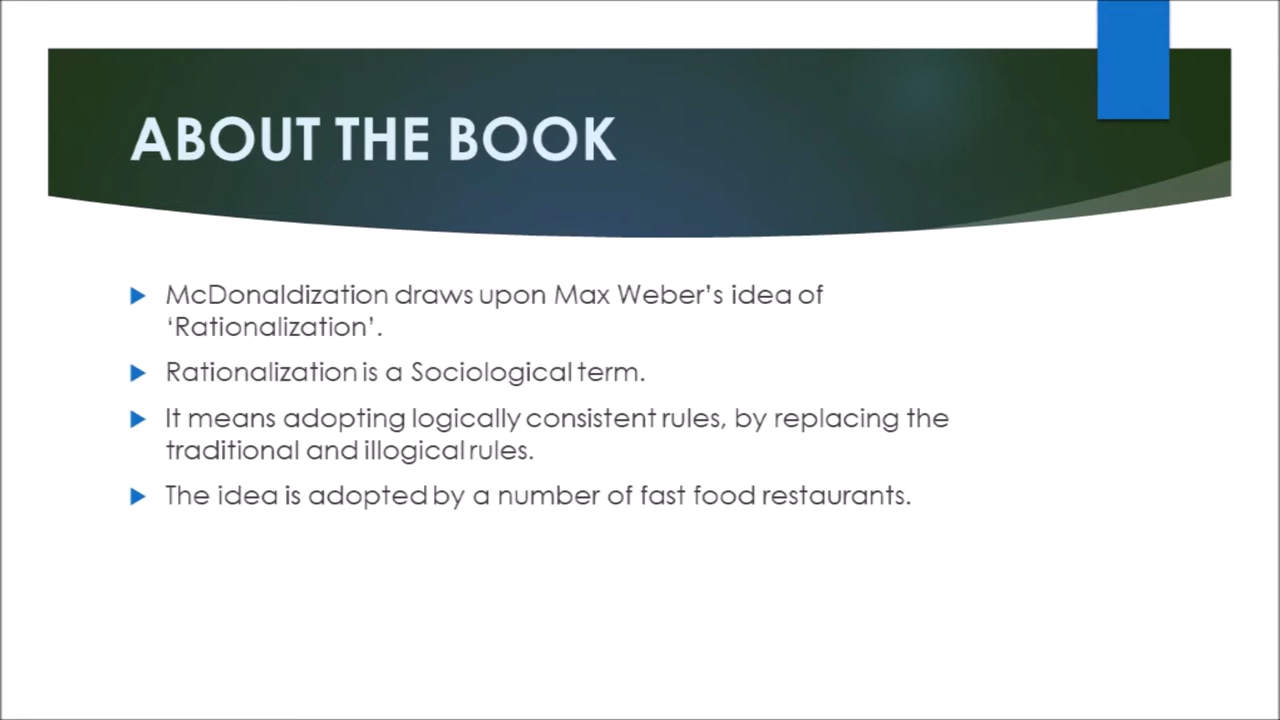 ABOUT THE BOOK
McDonaldization draws upon Max Weber’s idea of
‘Rationalization’.
Rationalization is a Sociological term.
It means adopting logically consistent rules, by replacing the
traditional and illogical rules.
The idea is adopted by a number of fast food restaurants.